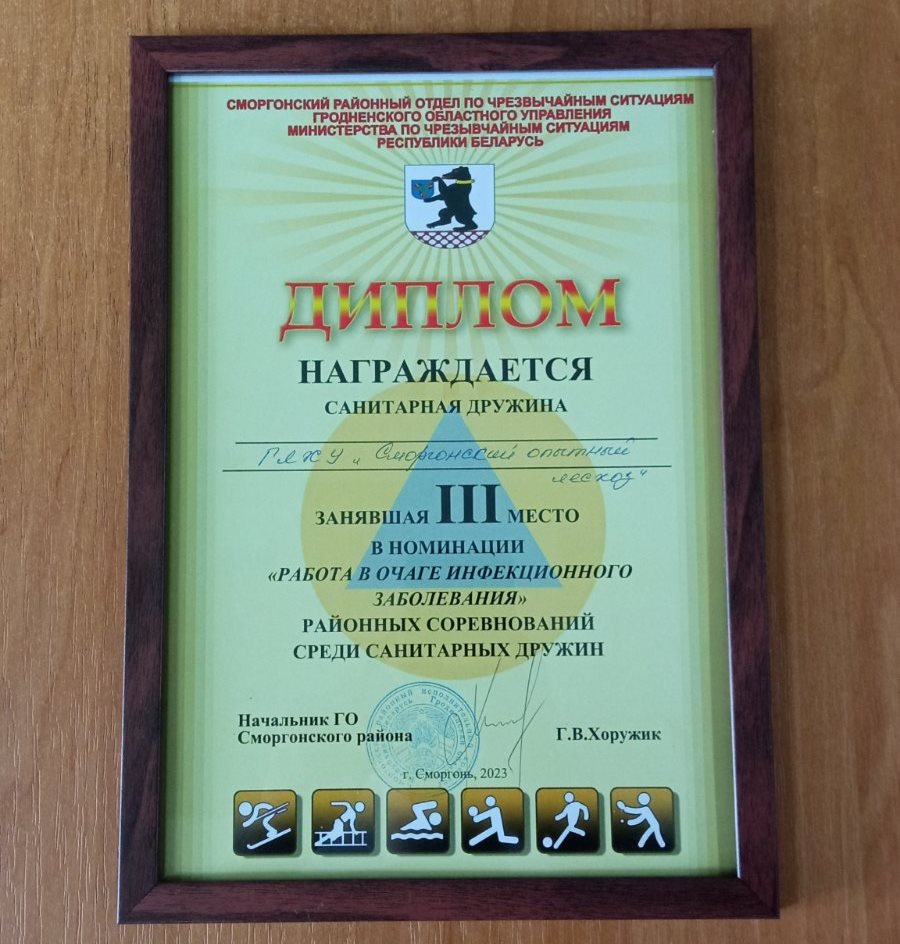 СМОРГОНСКИЙ РАЙОННЫЙ ОТДЕЛ ПО ЧРЕЗВЫЧАЙНЫМ СИТУАЦИЯМ
ГРОДНЕНСКОГО ОБЛАСТНОГО УПРАВЛЕНИЯ
МИНИСТЕРСТВА ПО ЧРЕЗЫВЧАЙНЫМ СИТУАЦИЯМ
РЕСПУБЛИКИ БЕЛАРУСЬ
ДИПЛОМ
НАГРАЖДАЕТСЯ
САНИТАРНАЯ ДРУЖИНА
ГЛХУ "Сморгонский опытный
лесхоз"
ЗАНЯВШАЯ III МЕСТО
В НОМИНАЦИИ
«РАБОТА В ОЧАГЕ ИНФЕКЦИОННОГО
ЗАБОЛЕВАНИЯ»
РАЙОННЫХ СОРЕВНОВАНИЙ
СРЕДИ САНИТАРНЫХ ДРУЖИН
Начальник ГО
Сморгонского района
Г.В.Хоружик
г. Сморгонь, 2023